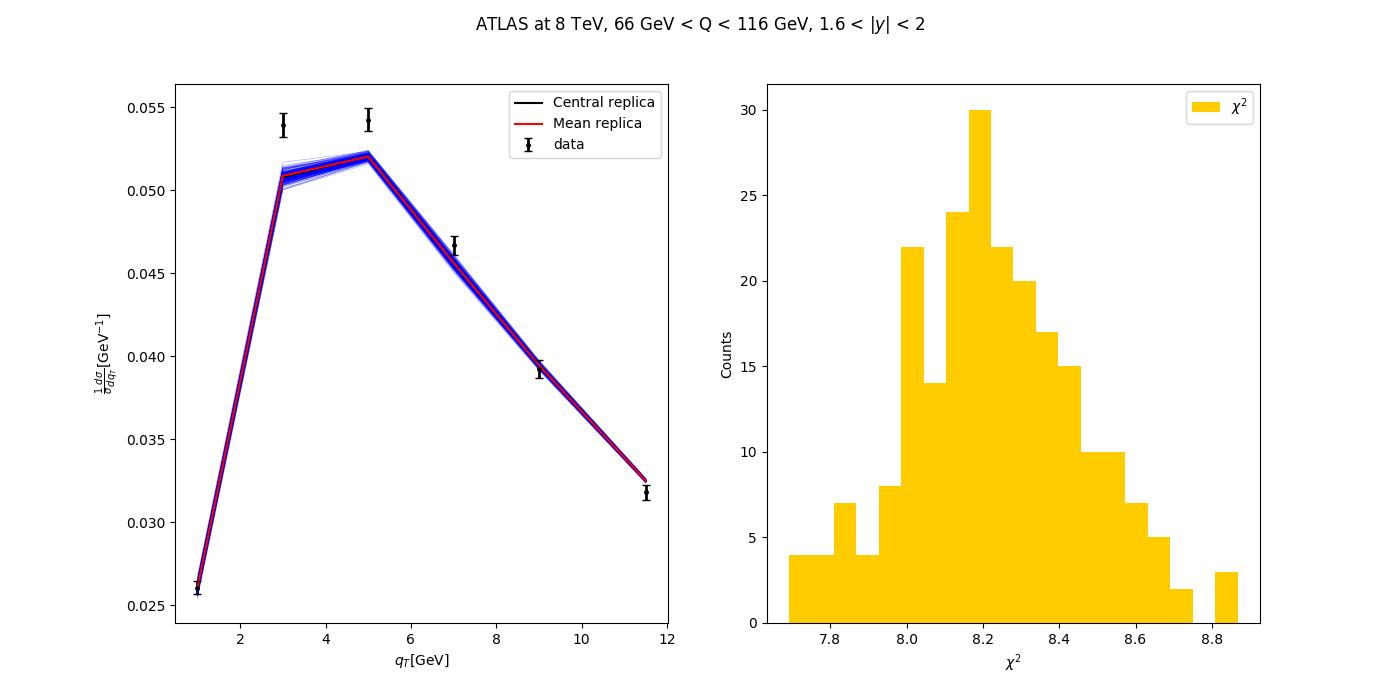 ATLAS at 8 TeV, 66 GeV < Q < 116 GeV, 1.6 < |y| < 2
Central replica
Mean replica
data
0.055
0.050
0.045
0.040
0.035
0.030
0.025
1/σ dσ/dq_T [GeV⁻¹]
2 4 6 8 10 12
q_T[GeV]
χ²
30
25
20
15
10
5
0
Counts
7.8 8.0 8.2 8.4 8.6 8.8
χ²